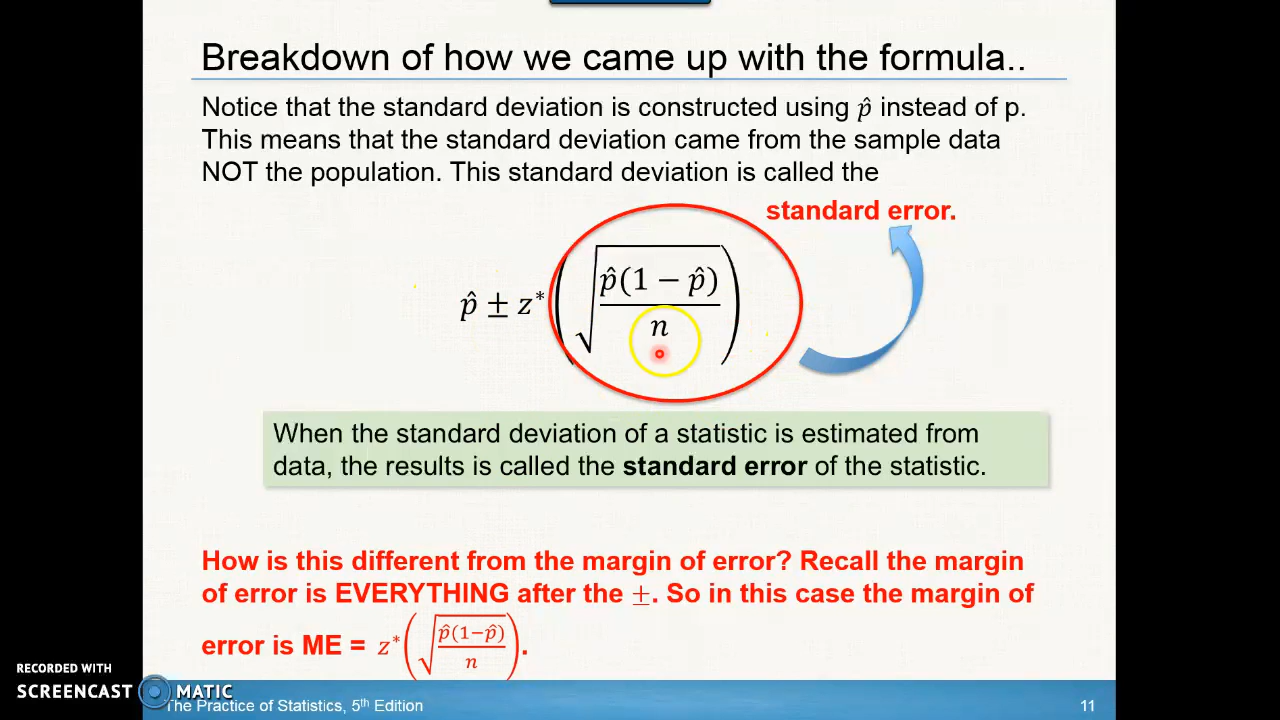 Breakdown of how we came up with the formula..
Notice that the standard deviation is constructed using p̂ instead of p.
This means that the standard deviation came from the sample data
NOT the population. This standard deviation is called the
standard error.
p̂ ± z* (√(p̂(1 − p̂)/n))
When the standard deviation of a statistic is estimated from
data, the results is called the standard error of the statistic.
How is this different from the margin of error? Recall the margin
of error is EVERYTHING after the ±. So in this case the margin of
error is ME = z* (√(p̂(1−p̂)/n)).
RECORDED WITH
SCREENCAST MATIC
The Practice of Statistics, 5th Edition
11